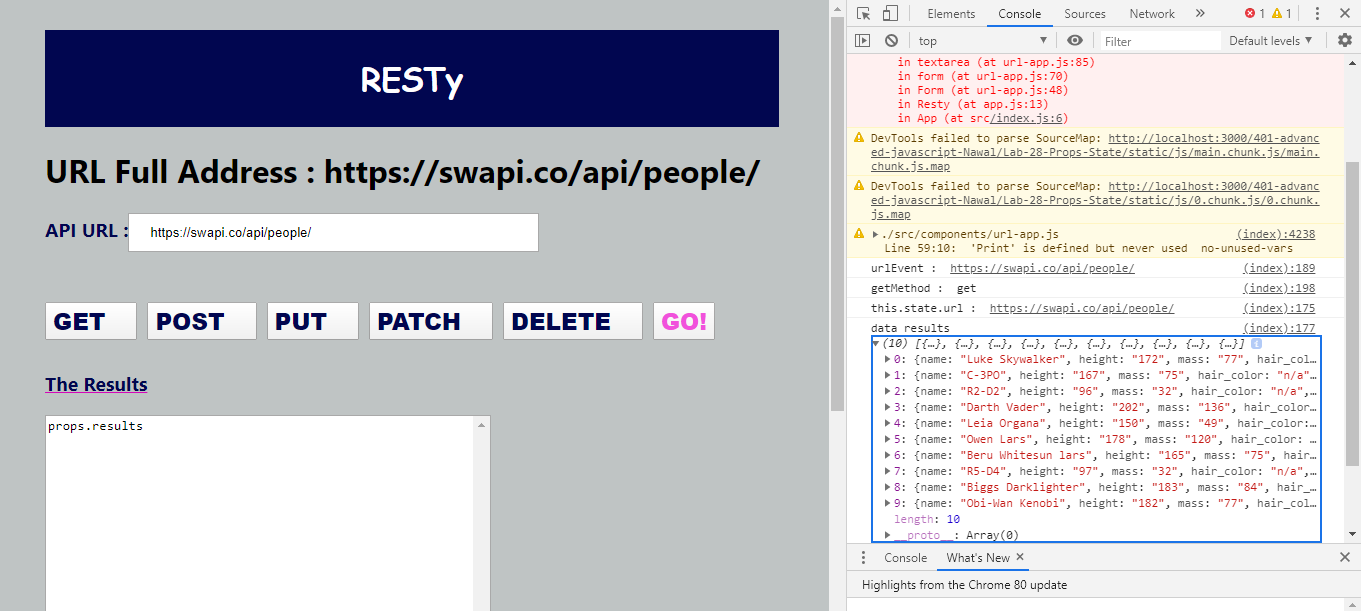 RESTy
URL Full Address : https://swapi.co/api/people/
API URL : https://swapi.co/api/people/
GET POST PUT PATCH DELETE GO!
The Results
props.results
Elements Console Sources Network » 1 1
top Filter Default levels
in textarea (at url-app.js:85)
in form (at url-app.js:70)
in Form (at url-app.js:48)
in Resty (at app.js:13)
in App (at src/index.js:6)
DevTools failed to parse SourceMap: http://localhost:3000/401-advanc
ed-javascript-Nawal/Lab-28-Props-State/static/js/main.chunk.js/main.
chunk.js.map
DevTools failed to parse SourceMap: http://localhost:3000/401-advanc
ed-javascript-Nawal/Lab-28-Props-State/static/js/0.chunk.js/0.chunk.
js.map
./src/components/url-app.js (index):4238
Line 59:10: 'Print' is defined but never used no-unused-vars
urlEvent : https://swapi.co/api/people/ (index):189
getMethod : get (index):198
this.state.url : https://swapi.co/api/people/ (index):175
data results (index):177
(10) [{…}, {…}, {…}, {…}, {…}, {…}, {…}, {…}, {…}, {…}] i
0: {name: "Luke Skywalker", height: "172", mass: "77", hair_col…
1: {name: "C-3PO", height: "167", mass: "75", hair_color: "n/a",…
2: {name: "R2-D2", height: "96", mass: "32", hair_color: "n/a",…
3: {name: "Darth Vader", height: "202", mass: "136", hair_color…
4: {name: "Leia Organa", height: "150", mass: "49", hair_color:…
5: {name: "Owen Lars", height: "178", mass: "120", hair_color: …
6: {name: "Beru Whitesun lars", height: "165", mass: "75", hair…
7: {name: "R5-D4", height: "97", mass: "32", hair_color: "n/a",…
8: {name: "Biggs Darklighter", height: "183", mass: "84", hair_…
9: {name: "Obi-Wan Kenobi", height: "182", mass: "77", hair_col…
length: 10
__proto__: Array(0)
Console What's New ×
Highlights from the Chrome 80 update